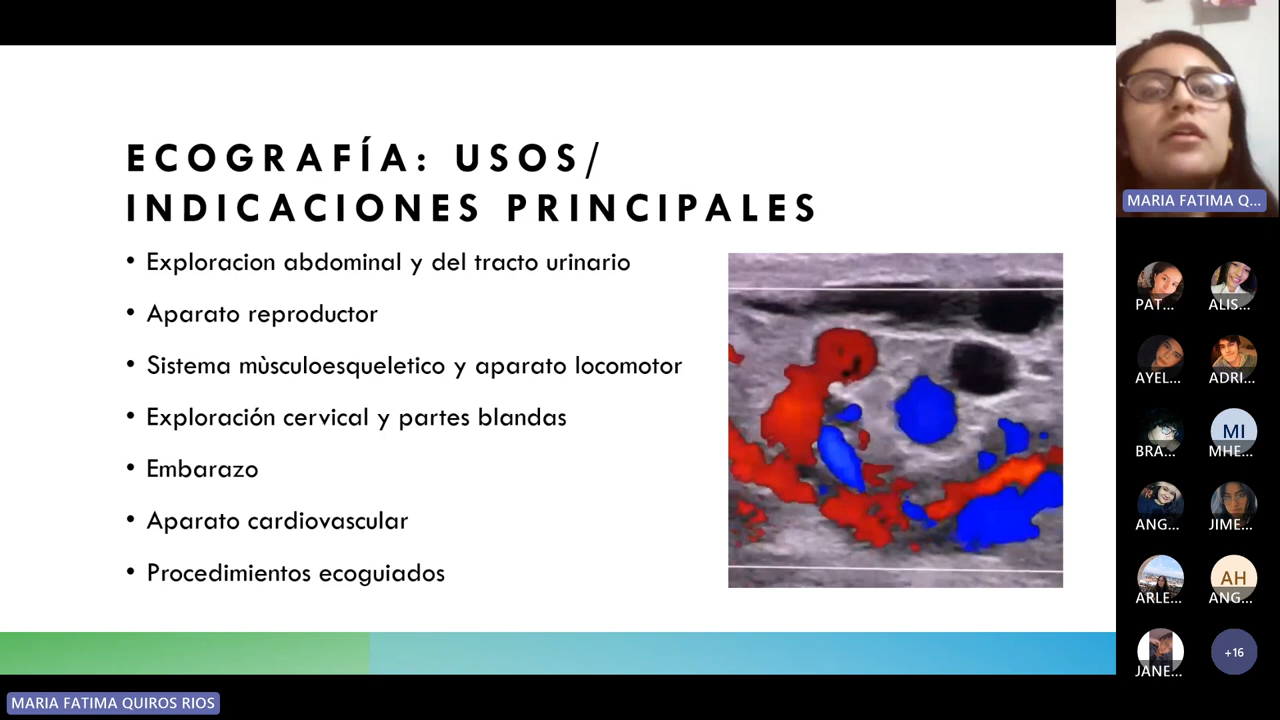 ECOGRAFÍA: USOS/
INDICACIONES PRINCIPALES
• Exploracion abdominal y del tracto urinario
• Aparato reproductor
• Sistema mùsculoesqueletico y aparato locomotor
• Exploración cervical y partes blandas
• Embarazo
• Aparato cardiovascular
• Procedimientos ecoguiados
MARIA FATIMA Q...
PAT...
ALIS...
AYEL...
ADRI...
BRA...
MI
MHE...
ANG...
JIME...
ARLE...
AH
ANG...
JANE...
+16
MARIA FATIMA QUIROS RIOS